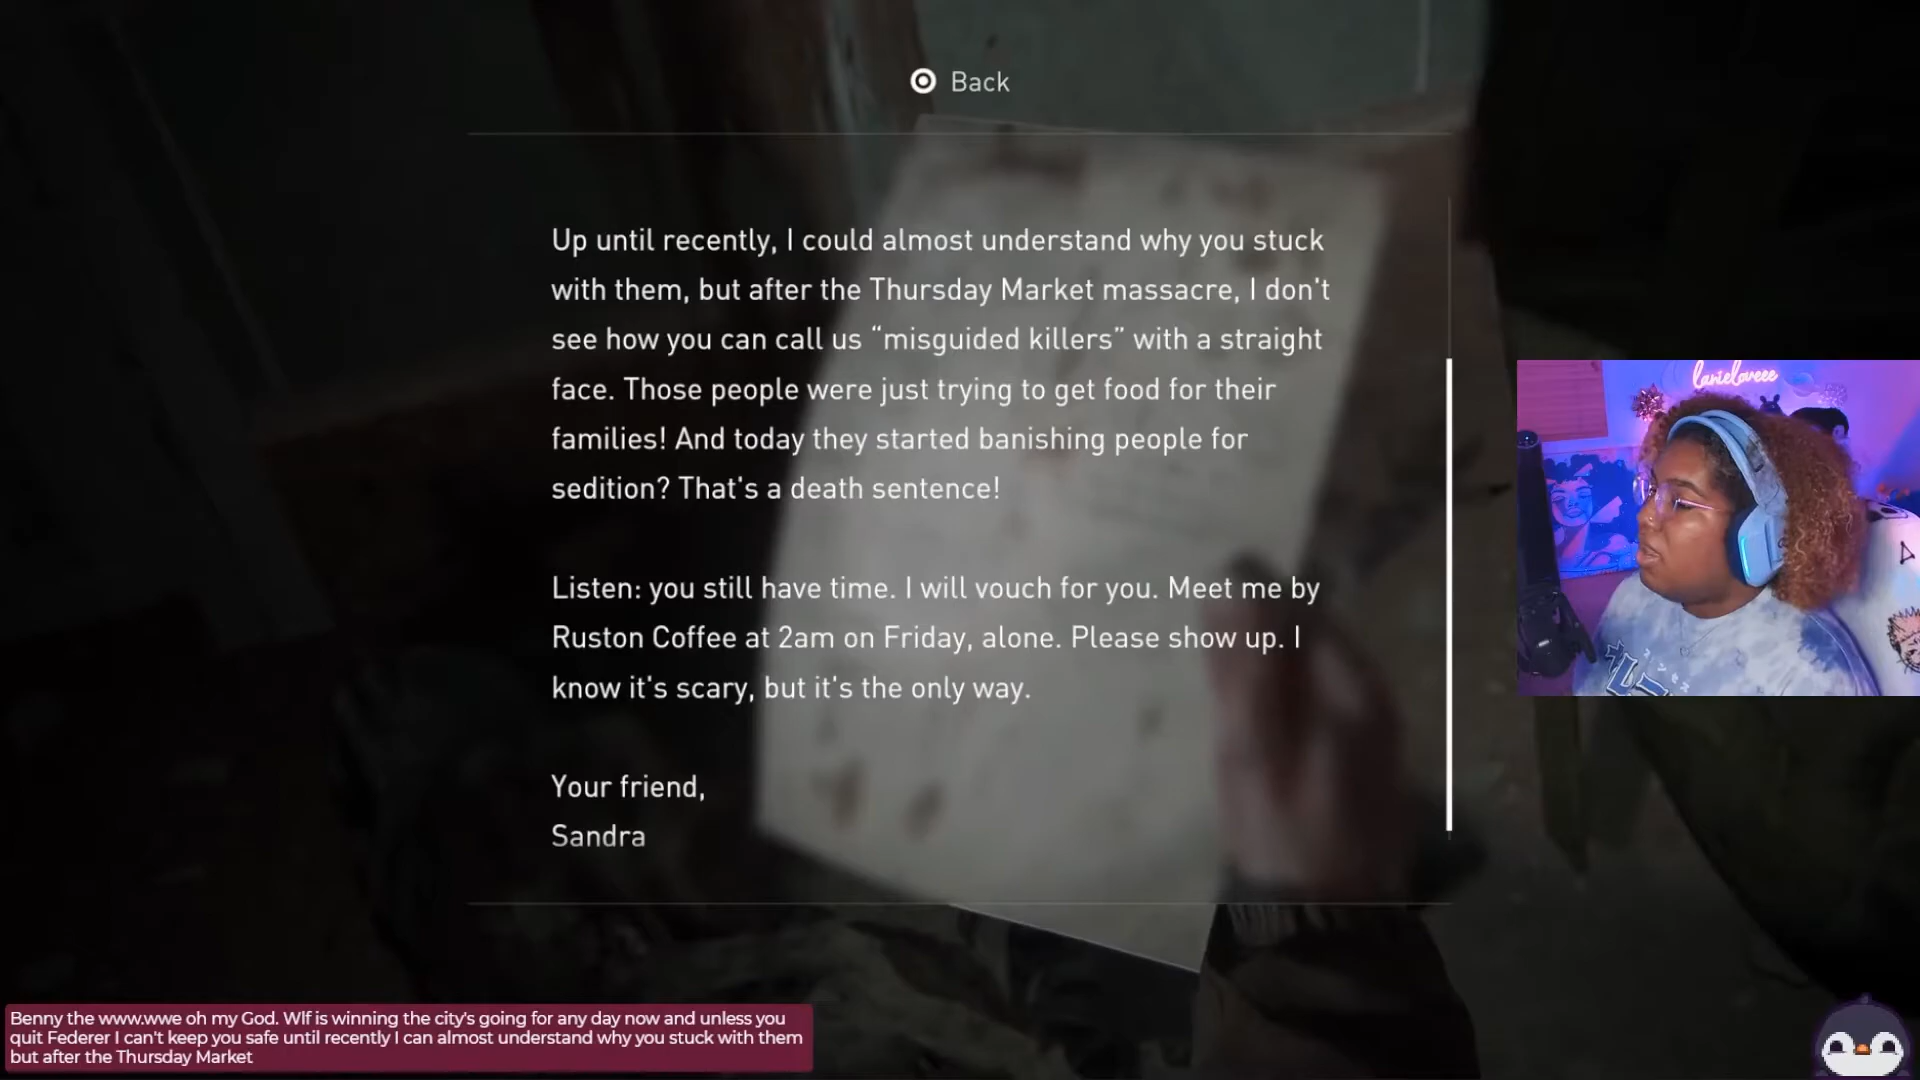 Back
Up until recently, I could almost understand why you stuck
with them, but after the Thursday Market massacre, I don't
see how you can call us “misguided killers” with a straight
face. Those people were just trying to get food for their
families! And today they started banishing people for
sedition? That's a death sentence!
Listen: you still have time. I will vouch for you. Meet me by
Ruston Coffee at 2am on Friday, alone. Please show up. I
know it's scary, but it's the only way.
Your friend,
Sandra
lanieloveee
Benny the www.wwe oh my God. Wlf is winning the city's going for any day now and unless you
quit Federer I can't keep you safe until recently I can almost understand why you stuck with them
but after the Thursday Market